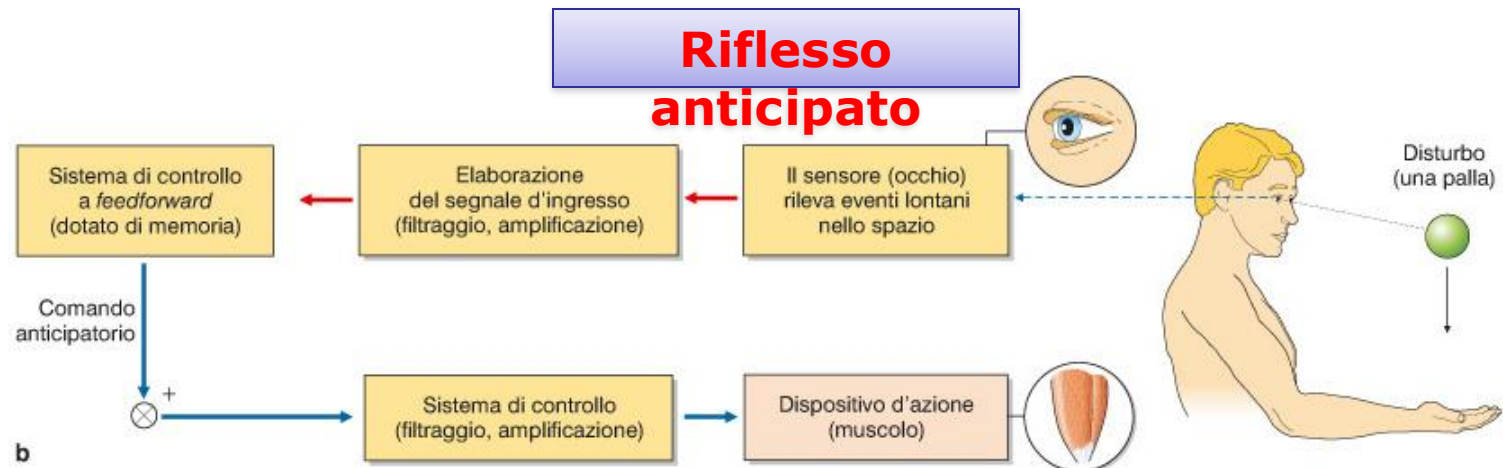 Riflesso
anticipato
Sistema di controllo
a feedforward
(dotato di memoria)
Elaborazione
del segnale d'ingresso
(filtraggio, amplificazione)
Il sensore (occhio)
rileva eventi lontani
nello spazio
Disturbo
(una palla)
Comando
anticipatorio
+
Sistema di controllo
(filtraggio, amplificazione)
Dispositivo d'azione
(muscolo)
b